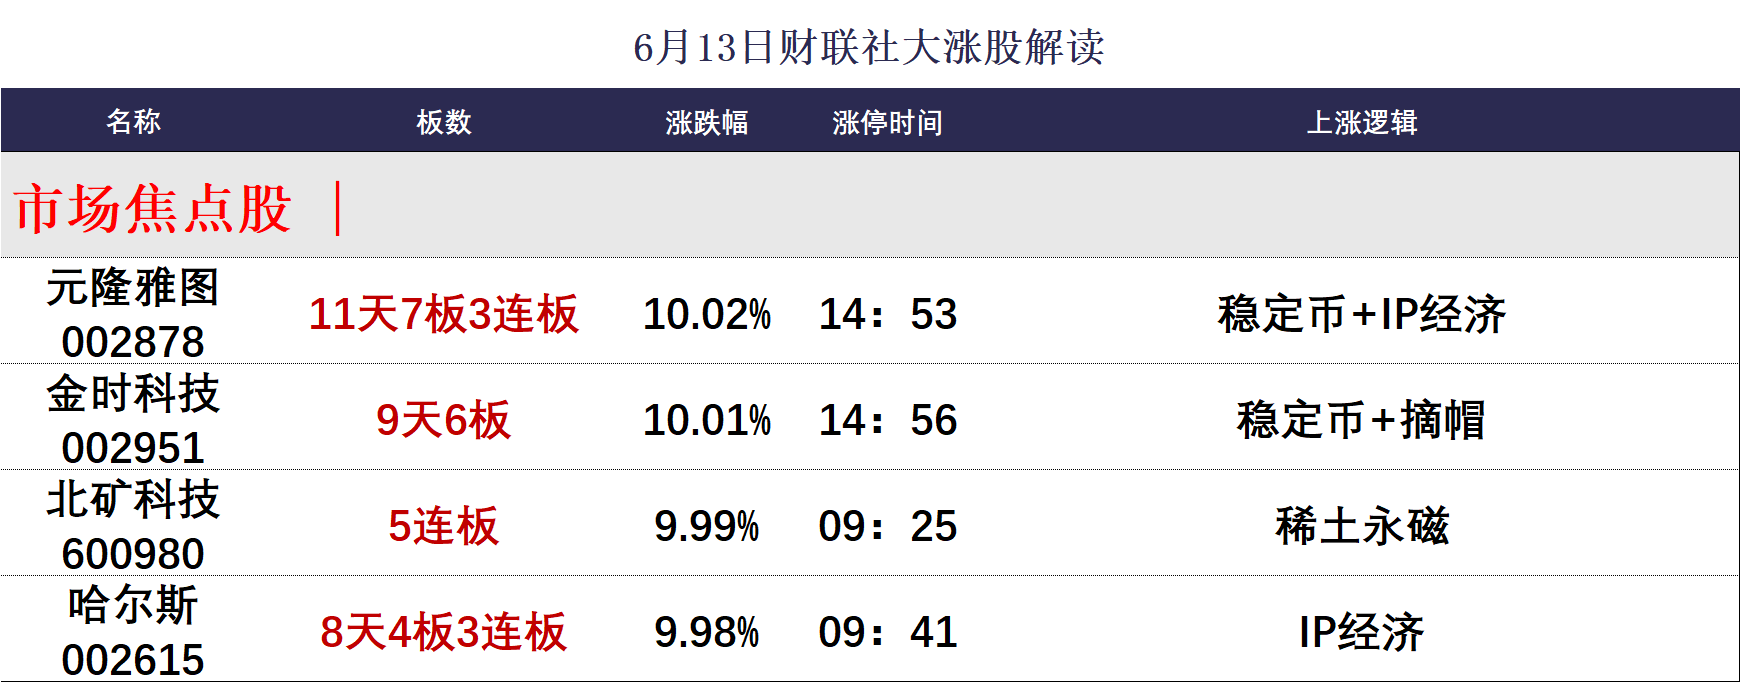 6月13日财联社大涨股解读
名称 板数 涨跌幅 涨停时间 上涨逻辑
市场焦点股 ｜
元隆雅图
002878 11天7板3连板 10.02% 14：53 稳定币+IP经济
金时科技
002951 9天6板 10.01% 14：56 稳定币+摘帽
北矿科技
600980 5连板 9.99% 09：25 稀土永磁
哈尔斯
002615 8天4板3连板 9.98% 09：41 IP经济